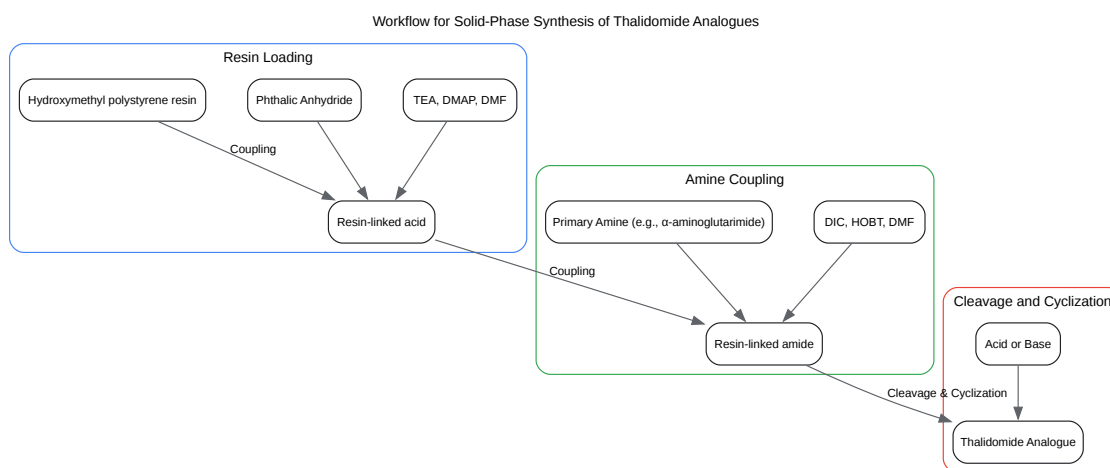 Workflow for Solid-Phase Synthesis of Thalidomide Analogues
Resin Loading
Hydroxymethyl polystyrene resin
Phthalic Anhydride
TEA, DMAP, DMF
Coupling
Resin-linked acid
Amine Coupling
Primary Amine (e.g., α-aminoglutarimide)
DIC, HOBT, DMF
Coupling
Resin-linked amide
Cleavage and Cyclization
Acid or Base
Cleavage & Cyclization
Thalidomide Analogue